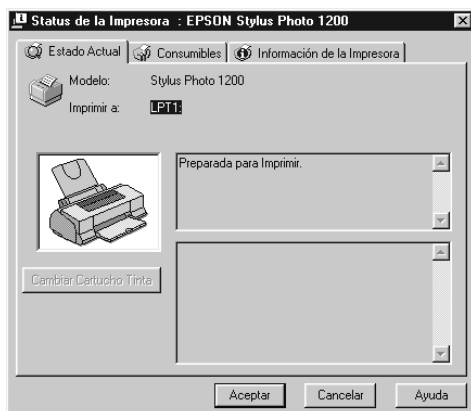 Status de la Impresora : EPSON Stylus Photo 1200
Estado Actual Consumibles Información de la Impresora
Modelo: Stylus Photo 1200
Imprimir a: LPT1:
Preparada para Imprimir.
Cambiar Cartucho Tinta
Aceptar Cancelar Ayuda